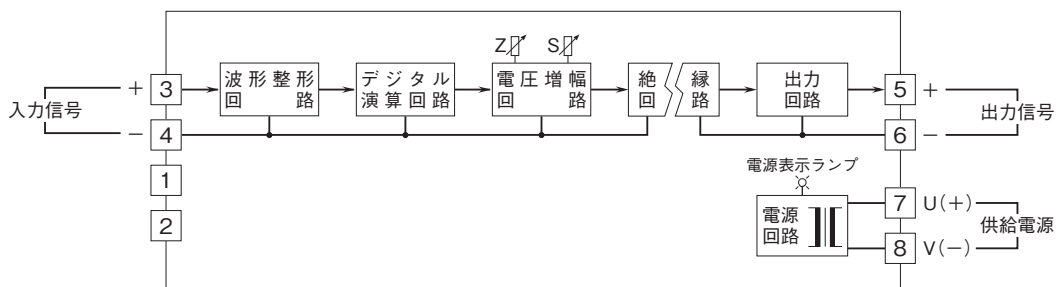 Z S
波形整形
回路
デジタル
演算回路
電圧増幅
回路
絶縁
回路
出力
回路
入力信号
+ 3
− 4
1
2
5 +
6 −
出力信号
電源表示ランプ
電源
回路
7 U(+)
8 V(−)
供給電源